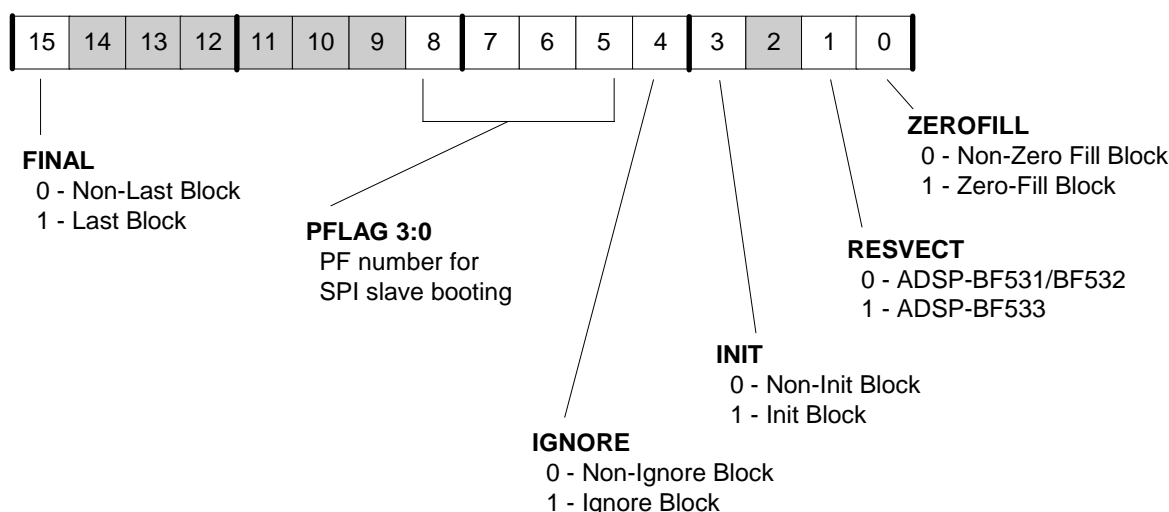 15 14 13 12 11 10 9 8 7 6 5 4 3 2 1 0
FINAL
0 - Non-Last Block
1 - Last Block
PFLAG 3:0
PF number for
SPI slave booting
IGNORE
0 - Non-Ignore Block
1 - Ignore Block
INIT
0 - Non-Init Block
1 - Init Block
RESVECT
0 - ADSP-BF531/BF532
1 - ADSP-BF533
ZEROFILL
0 - Non-Zero Fill Block
1 - Zero-Fill Block